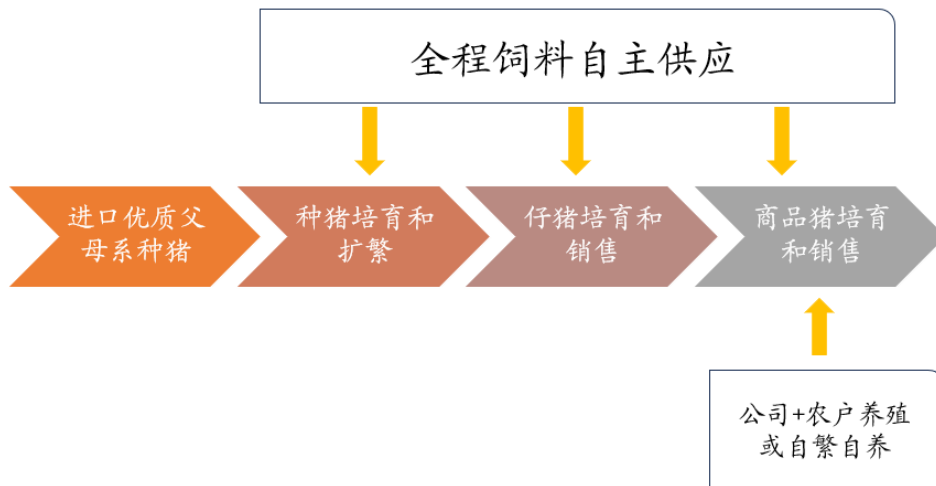 全程饲料自主供应
进口优质父
母系种猪
种猪培育和
扩繁
仔猪培育和
销售
商品猪培育
和销售
公司+农户养殖
或自繁自养